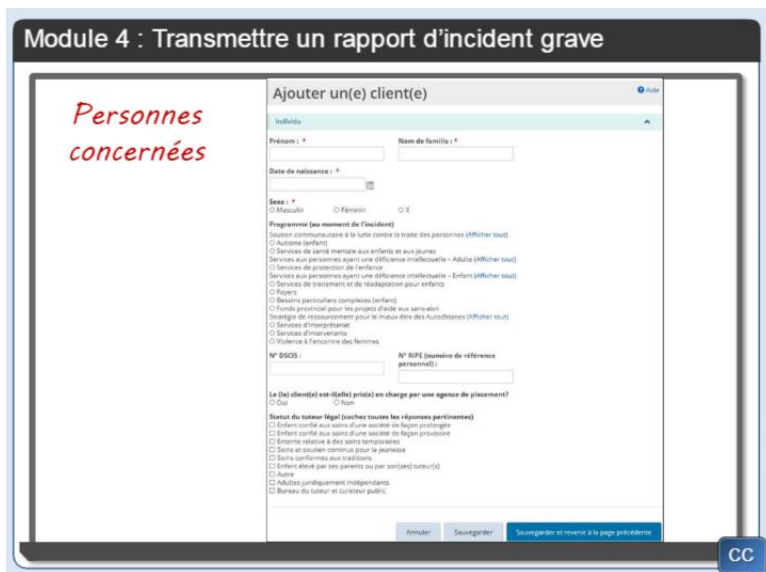 Module 4 : Transmettre un rapport d’incident grave
Personnes
concernées
Ajouter un(e) client(e)
Aide
Individu
Prénom : *
Nom de famille : *
Date de naissance : *
Sexe : *
Masculin Féminin X
Programme (au moment de l'incident)
Soutien communautaire à la lutte contre la traite des personnes (Afficher tout)
Autisme (enfant)
Services de santé mentale aux enfants et aux jeunes
Services aux personnes ayant une déficience intellectuelle – Adulte (Afficher tout)
Services de protection de l'enfance
Services aux personnes ayant une déficience intellectuelle – Enfant (Afficher tout)
Services de traitement et de réadaptation pour enfants
Foyers
Besoins particuliers complexes (enfant)
Fonds provincial pour les projets d'aide aux sans-abri
Stratégie de ressourcement pour le mieux-être des Autochtones (Afficher tout)
Services d'interprétariat
Services d'intervenants
Violence à l'encontre des femmes
N° DSCIS :
N° RIPE (numéro de référence
personnel) :
Le (la) client(e) est-il(elle) pris(e) en charge par une agence de placement?
Oui Non
Statut du tuteur légal (cochez toutes les réponses pertinentes)
Enfant confié aux soins d'une société de façon prolongée
Enfant confié aux soins d'une société de façon provisoire
Entente relative à des soins temporaires
Soins et soutien continus pour la jeunesse
Soins conformes aux traditions
Enfant élevé par ses parents ou par son(ses) tuteur(s)
Autre
Adultes juridiquement indépendants
Bureau du tuteur et curateur public
Annuler Sauvegarder Sauvegarder et revenir à la page précédente
CC